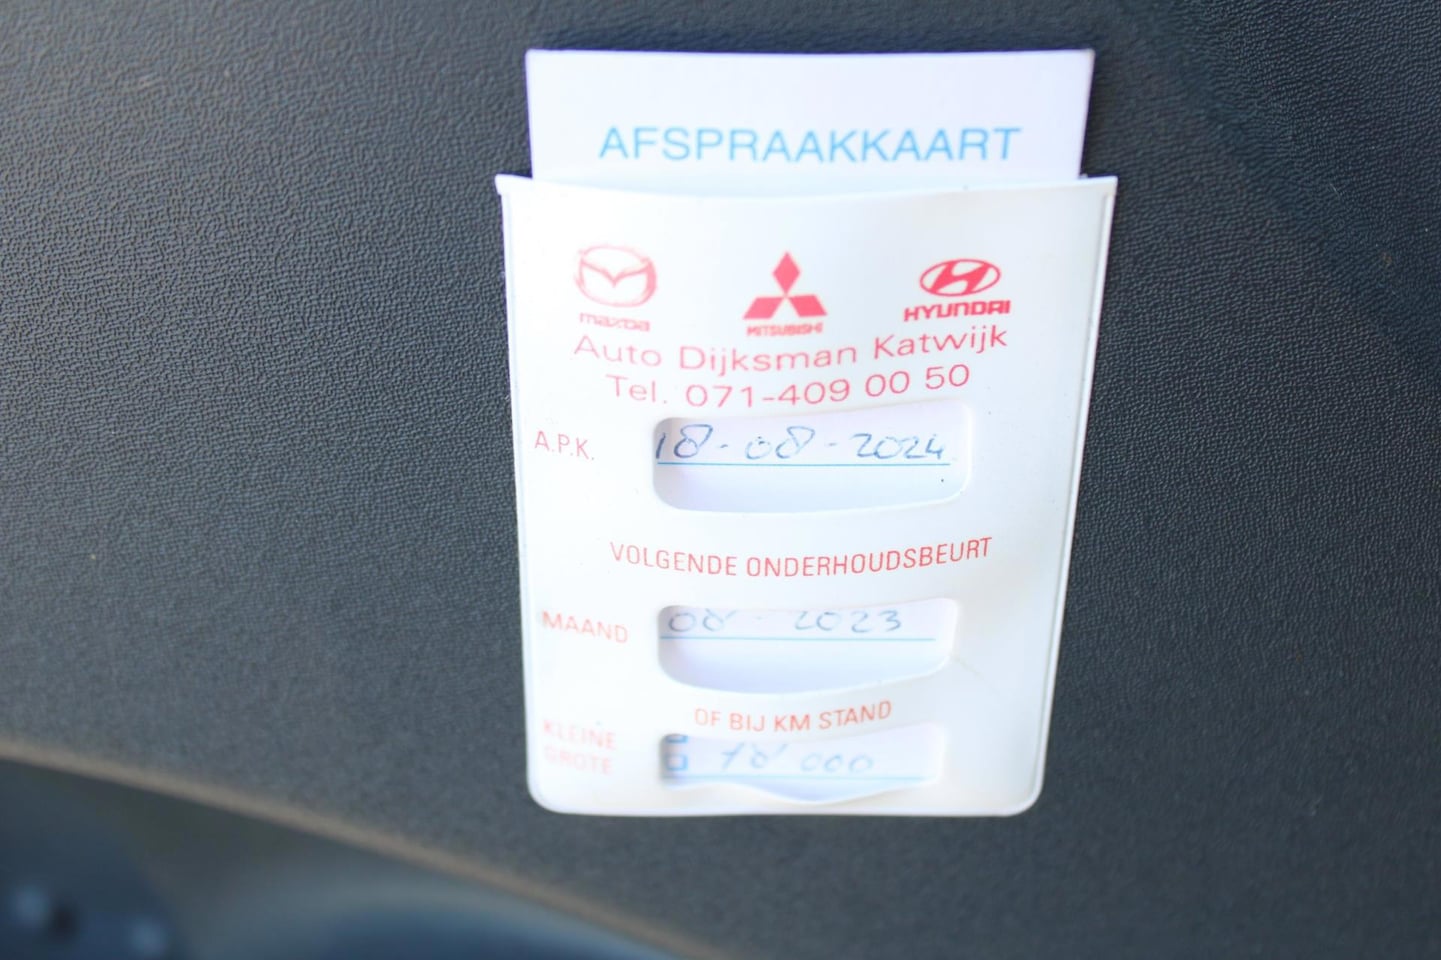 AFSPRAAKKAART
mazda MITSUBISHI HYUNDAI
Auto Dijksman Katwijk
Tel. 071-409 00 50
A.P.K. 18-08-2024
VOLGENDE ONDERHOUDSBEURT
MAAND 08-2023
OF BIJ KM STAND
KLEINE
GROTE 78 000